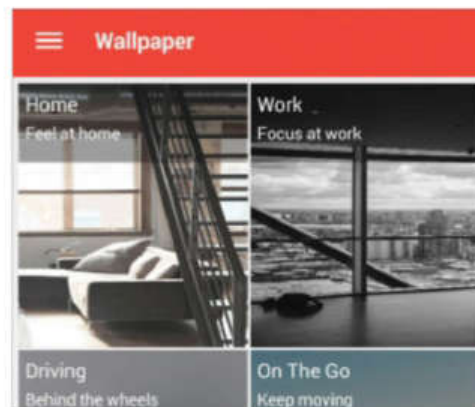 Wallpaper
Home
Feel at home
Work
Focus at work
Driving
Behind the wheels
On The Go
Keep moving